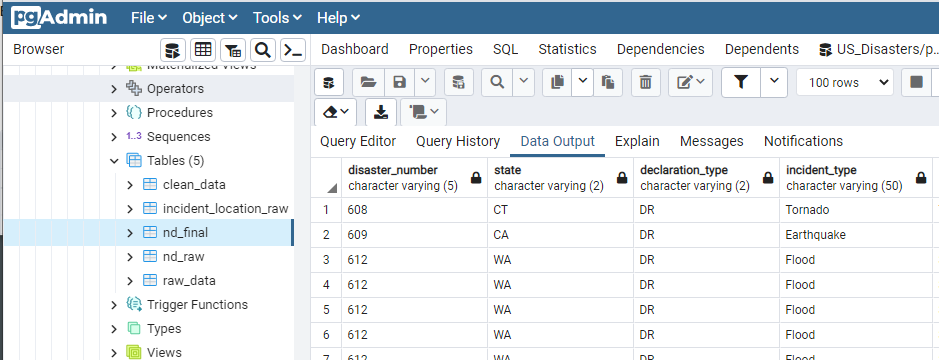 pgAdmin File Object Tools Help
Browser
Dashboard Properties SQL Statistics Dependencies Dependents US_Disasters/p...
Materialized Views
Operators
100 rows
Procedures
1..3 Sequences
Query Editor Query History Data Output Explain Messages Notifications
Tables (5)
disaster_number state declaration_type incident_type
character varying (5) character varying (2) character varying (2) character varying (50)
clean_data
incident_location_raw
1 608 CT DR Tornado
nd_final
2 609 CA DR Earthquake
nd_raw
3 612 WA DR Flood
raw_data
4 612 WA DR Flood
Trigger Functions
5 612 WA DR Flood
Types
6 612 WA DR Flood
Views
7 612 WA DR Flood